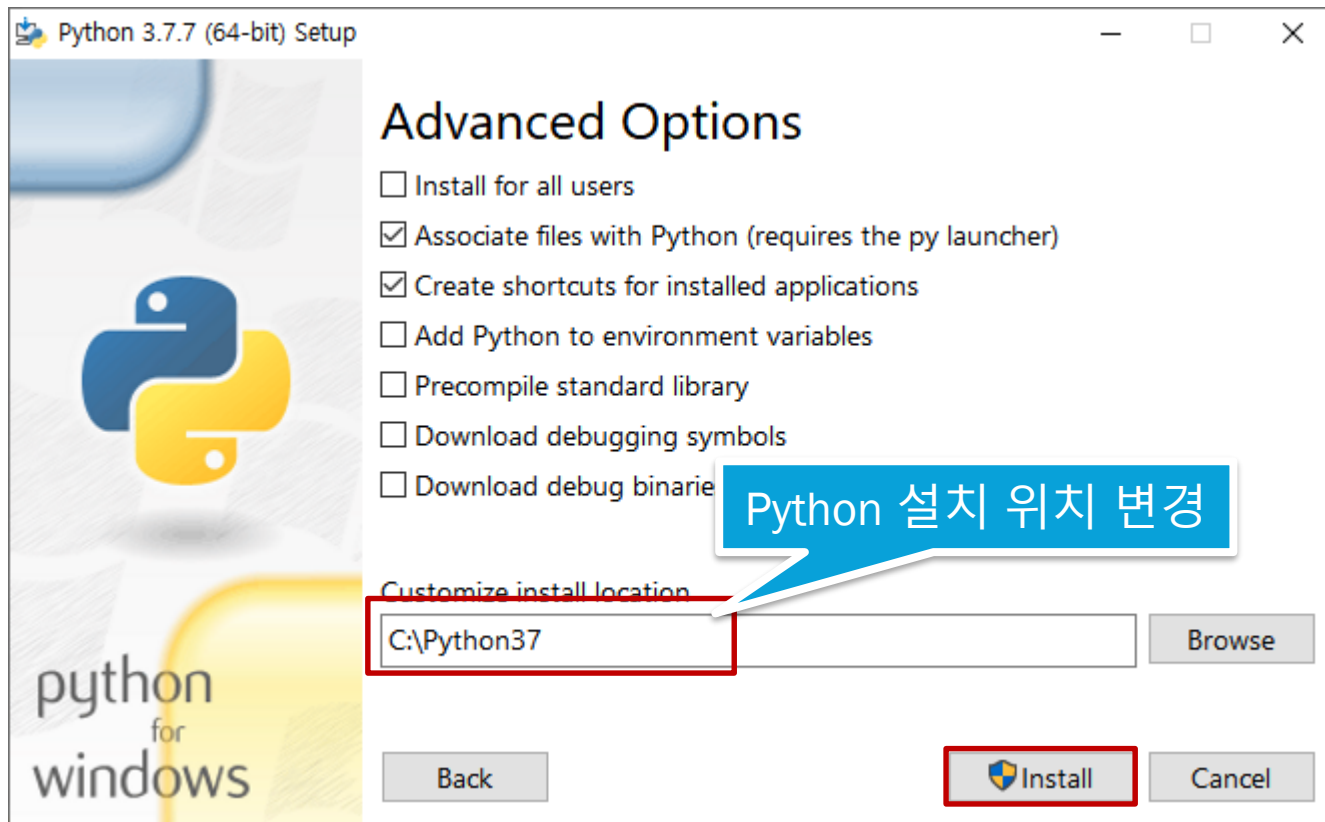 Python 3.7.7 (64-bit) Setup
Advanced Options
Install for all users
Associate files with Python (requires the py launcher)
Create shortcuts for installed applications
Add Python to environment variables
Precompile standard library
Download debugging symbols
Download debug binarie
Python 설치 위치 변경
Customize install location
C:\Python37
Browse
python
for
windows
Back
Install
Cancel